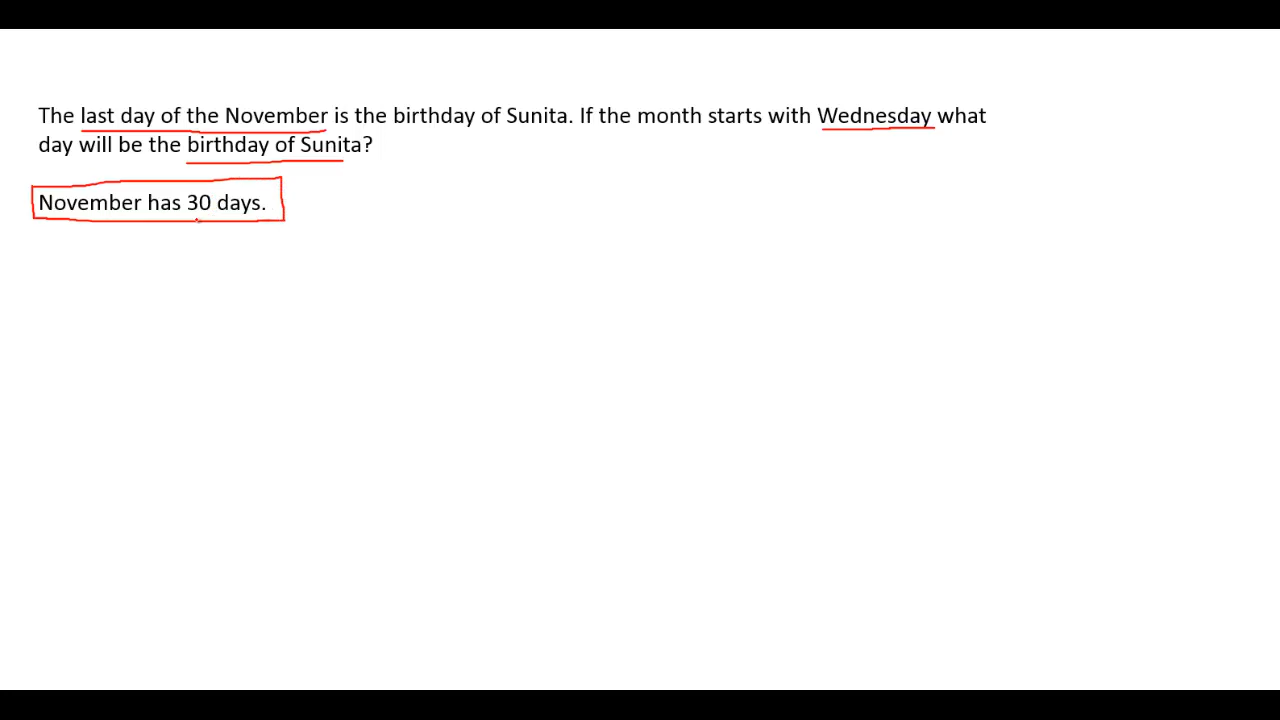 The last day of the November is the birthday of Sunita. If the month starts with Wednesday what
day will be the birthday of Sunita?
November has 30 days.